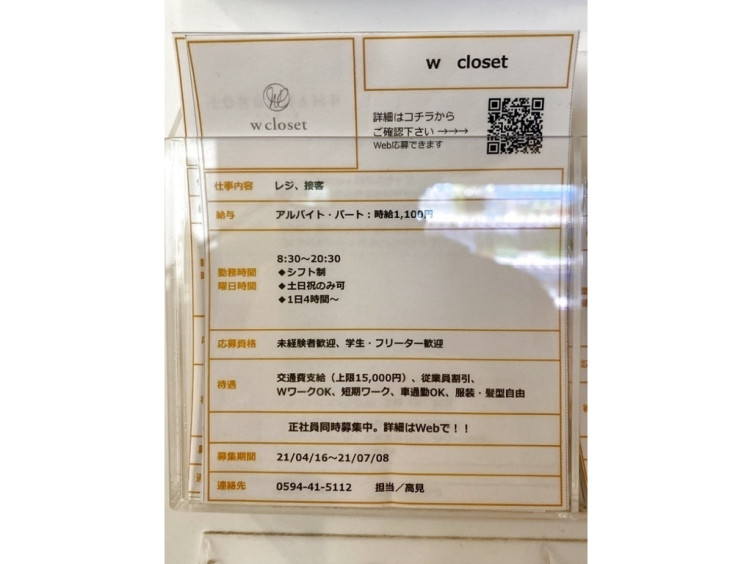 w closet
w closet
詳細はコチラから
ご確認下さい →→→
Web応募できます
仕事内容 レジ、接客
給与 アルバイト・パート：時給1,100円
勤務時間
曜日時間
8:30～20:30
◆シフト制
◆土日祝のみ可
◆1日4時間～
応募資格 未経験者歓迎、学生・フリーター歓迎
待遇
交通費支給（上限15,000円）、従業員割引、
WワークOK、短期ワーク、車通勤OK、服装・髪型自由
正社員同時募集中。詳細はWebで！！
募集期間 21/04/16～21/07/08
連絡先 0594-41-5112 担当／高見